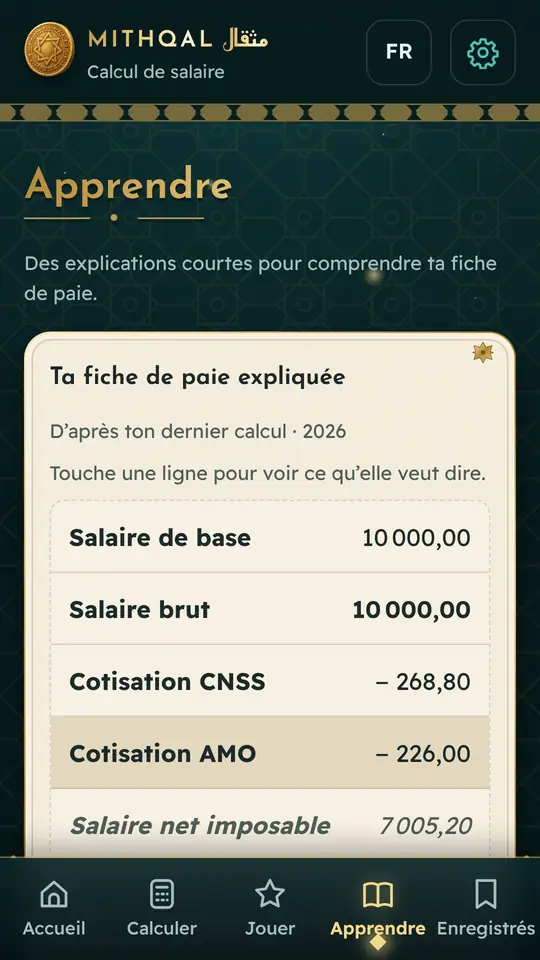 MITHQAL مثقال
Calcul de salaire
FR
Apprendre
Des explications courtes pour comprendre ta fiche
de paie.
Ta fiche de paie expliquée
D’après ton dernier calcul · 2026
Touche une ligne pour voir ce qu’elle veut dire.
Salaire de base 10 000,00
Salaire brut 10 000,00
Cotisation CNSS − 268,80
Cotisation AMO − 226,00
Salaire net imposable 7 005,20
Accueil Calculer Jouer Apprendre Enregistrés